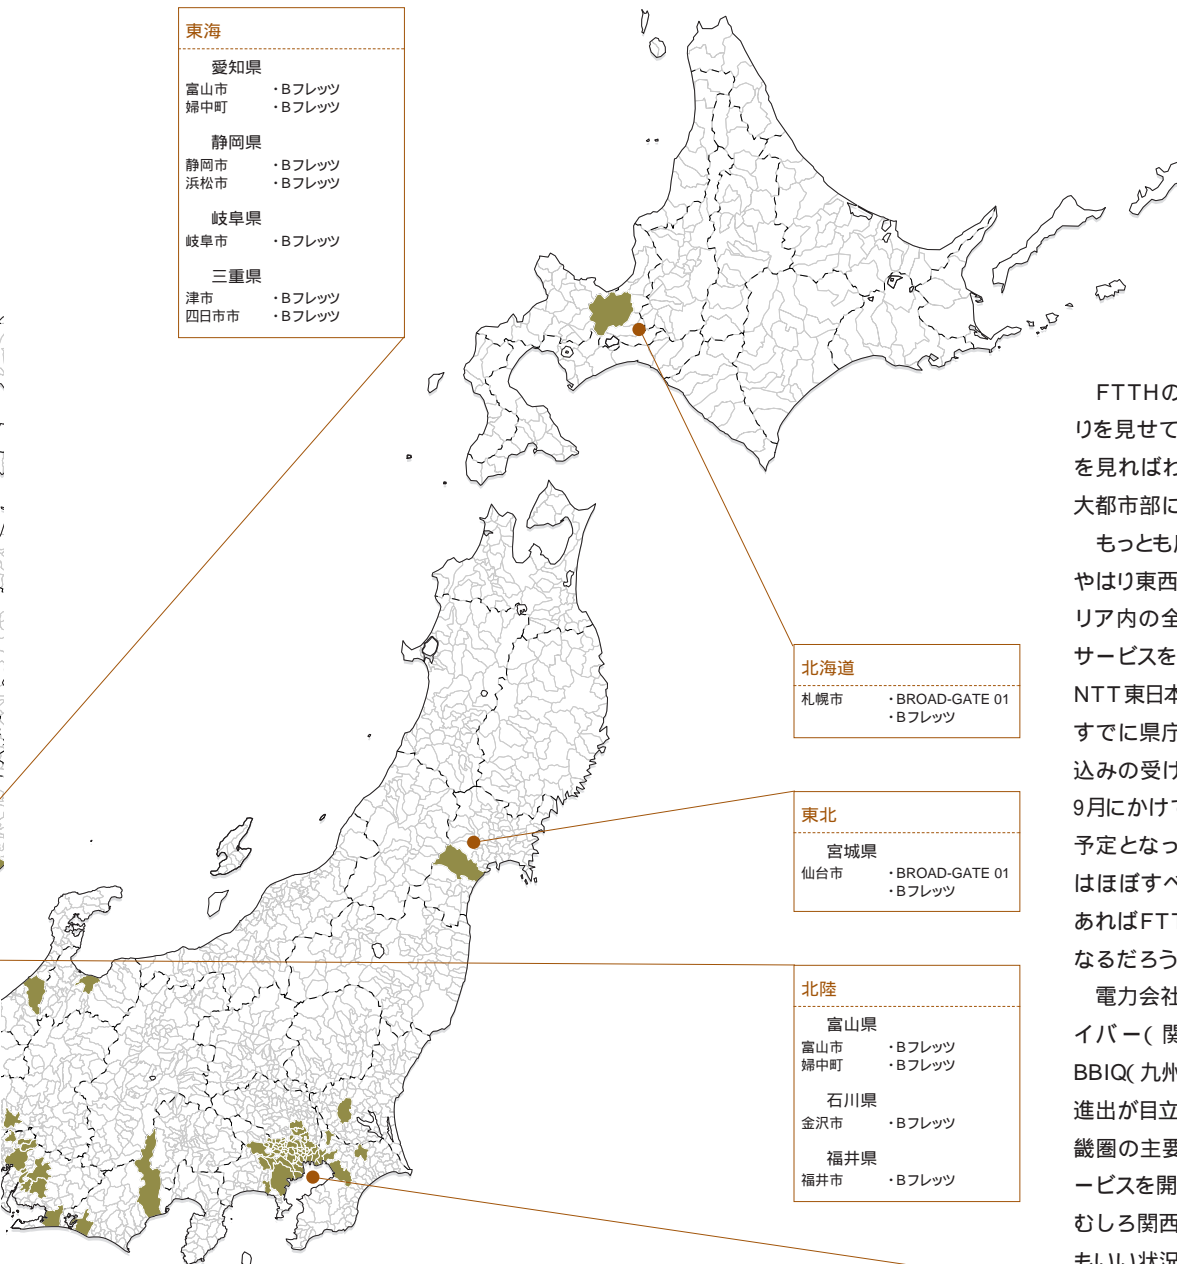 東海
愛知県
富山市 ・Bフレッツ
婦中町 ・Bフレッツ
静岡県
静岡市 ・Bフレッツ
浜松市 ・Bフレッツ
岐阜県
岐阜市 ・Bフレッツ
三重県
津市 ・Bフレッツ
四日市市 ・Bフレッツ
北海道
札幌市 ・BROAD-GATE 01
・Bフレッツ
東北
宮城県
仙台市 ・BROAD-GATE 01
・Bフレッツ
北陸
富山県
富山市 ・Bフレッツ
婦中町 ・Bフレッツ
石川県
金沢市 ・Bフレッツ
福井県
福井市 ・Bフレッツ
FTTHの
りを見せて
を見ればわ
大都市部に
もっとも
やはり東西
リア内の全
サービスを
NTT東日本
すでに県庁
込みの受け
9月にかけて
予定となっ
はほぼすべ
あればFTT
なるだろう
電力会社
イバー(関
BBIQ(九州
進出が目立
畿圏の主要
ービスを開
むしろ関西
もいい状況